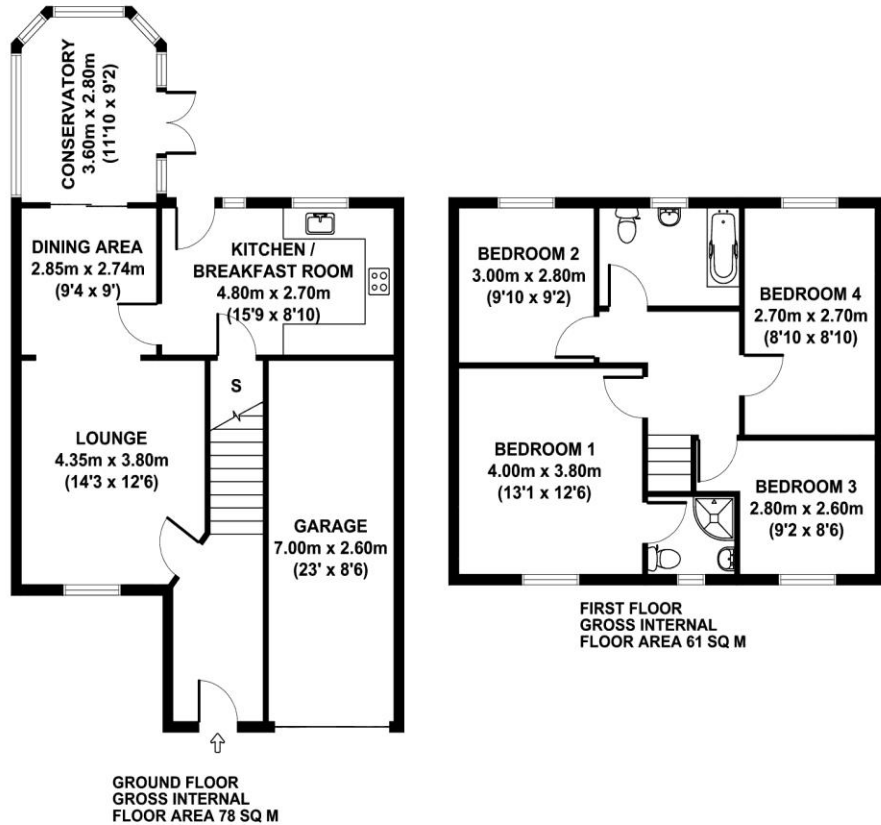 CONSERVATORY
3.60m x 2.80m
(11'10 x 9'2)
DINING AREA
2.85m x 2.74m
(9'4 x 9')
KITCHEN /
BREAKFAST ROOM
4.80m x 2.70m
(15'9 x 8'10)
S
LOUNGE
4.35m x 3.80m
(14'3 x 12'6)
GARAGE
7.00m x 2.60m
(23' x 8'6)
GROUND FLOOR
GROSS INTERNAL
FLOOR AREA 78 SQ M
BEDROOM 2
3.00m x 2.80m
(9'10 x 9'2)
BEDROOM 4
2.70m x 2.70m
(8'10 x 8'10)
BEDROOM 1
4.00m x 3.80m
(13'1 x 12'6)
BEDROOM 3
2.80m x 2.60m
(9'2 x 8'6)
FIRST FLOOR
GROSS INTERNAL
FLOOR AREA 61 SQ M